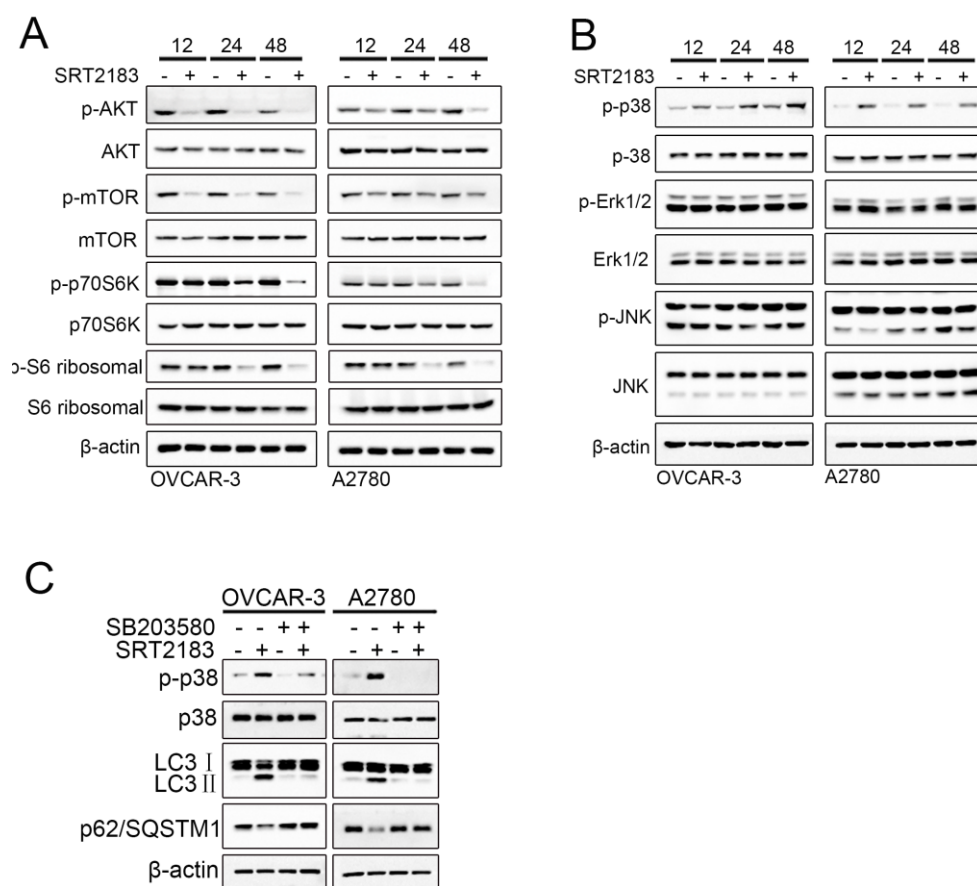 A
12 24 48 12 24 48
SRT2183 - + - + - + - + - + - +
p-AKT
AKT
p-mTOR
mTOR
p-p70S6K
p70S6K
p-S6 ribosomal
S6 ribosomal
β-actin
OVCAR-3 A2780
B
12 24 48 12 24 48
SRT2183 - + - + - + - + - + - +
p-p38
p-38
p-Erk1/2
Erk1/2
p-JNK
JNK
β-actin
OVCAR-3 A2780
C
OVCAR-3 A2780
SB203580 - - + + - - + +
SRT2183 - + - + - + - +
p-p38
p38
LC3 Ⅰ
LC3 Ⅱ
p62/SQSTM1
β-actin